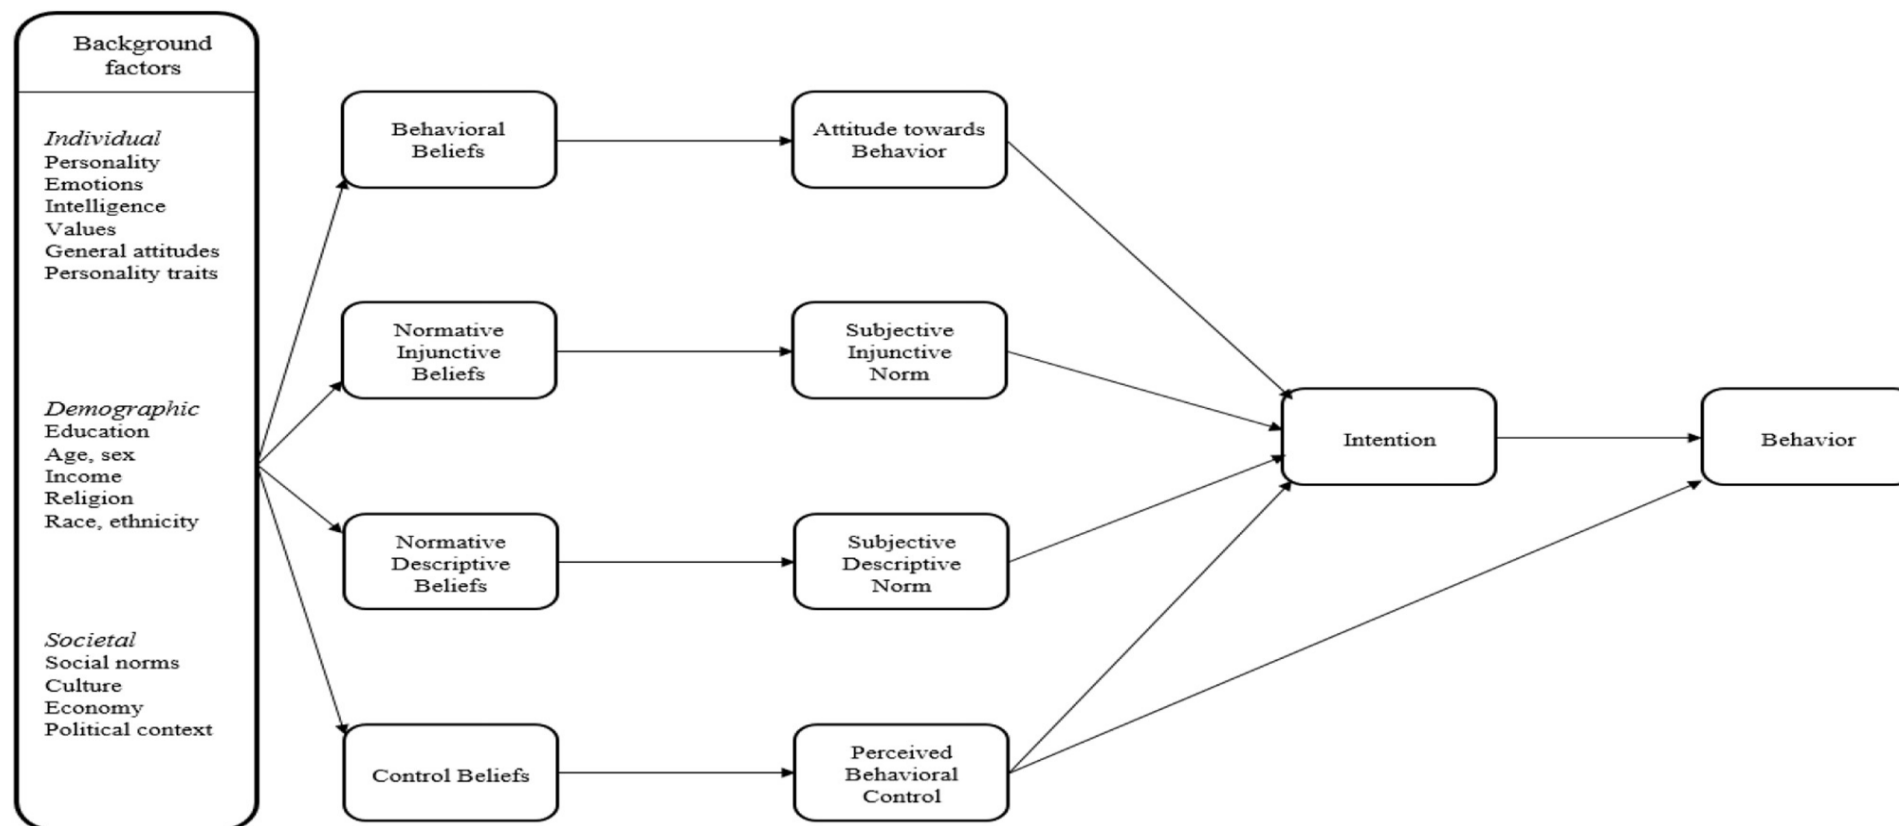 Background
factors
Individual
Personality
Emotions
Intelligence
Values
General attitudes
Personality traits
Demographic
Education
Age, sex
Income
Religion
Race, ethnicity
Societal
Social norms
Culture
Economy
Political context
Behavioral
Beliefs
Normative
Injunctive
Beliefs
Normative
Descriptive
Beliefs
Control Beliefs
Attitude towards
Behavior
Subjective
Injunctive
Norm
Subjective
Descriptive
Norm
Perceived
Behavioral
Control
Intention
Behavior